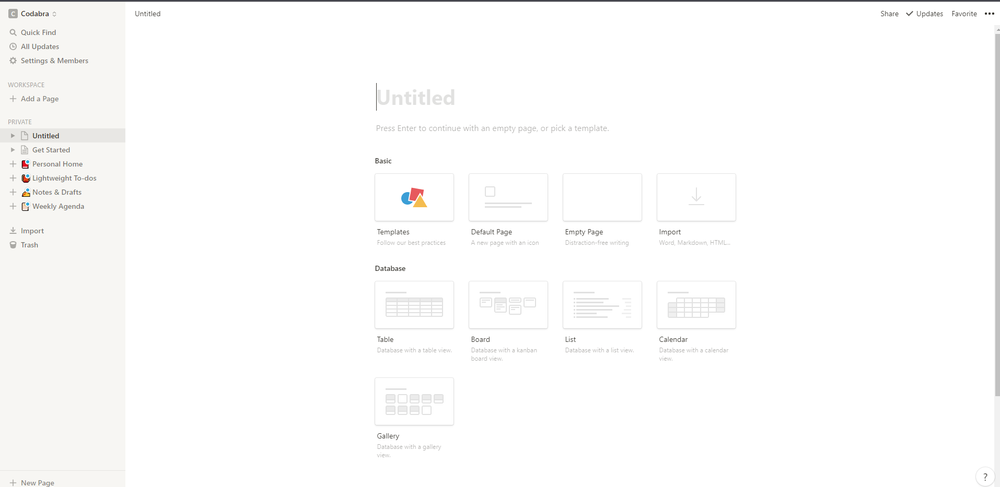 C Codabra
Quick Find
All Updates
Settings & Members
WORKSPACE
Add a Page
PRIVATE
Untitled
Get Started
Personal Home
Lightweight To-dos
Notes & Drafts
Weekly Agenda
Import
Trash
New Page
Untitled
Share Updates Favorite
Untitled
Press Enter to continue with an empty page, or pick a template.
Basic
Templates
Follow our best practices
Default Page
A new page with an icon
Empty Page
Distraction-free writing
Import
Word, Markdown, HTML...
Database
Table
Database with a table view.
Board
Database with a kanban
board view.
List
Database with a list view.
Calendar
Database with a calendar
view.
Gallery
Database with a gallery
view.
?